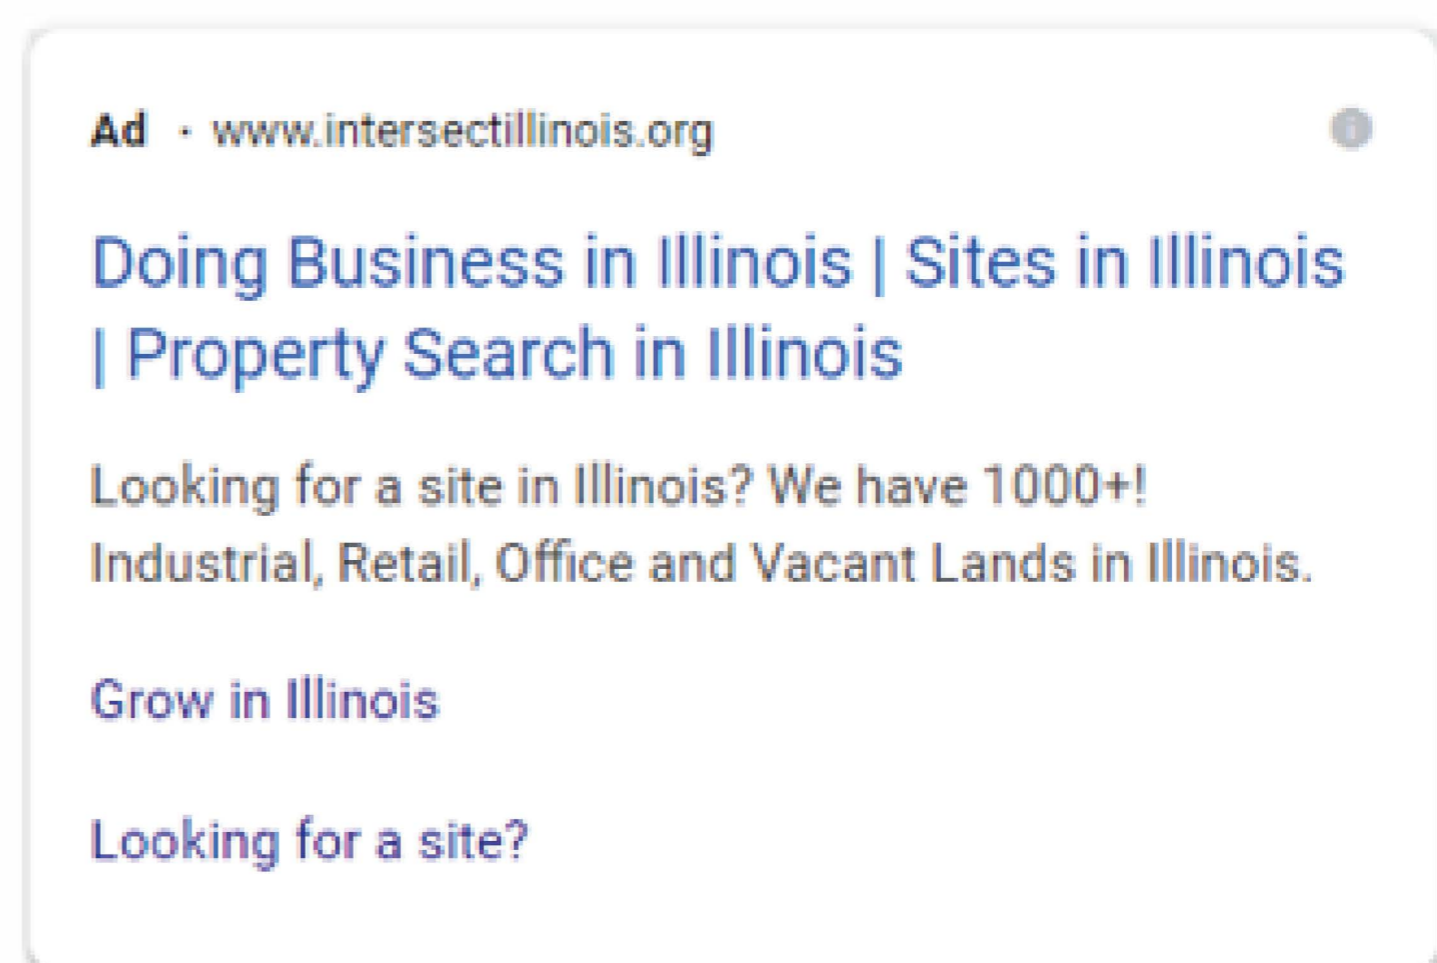 Ad · www.intersectillinois.org
Doing Business in Illinois | Sites in Illinois
| Property Search in Illinois
Looking for a site in Illinois? We have 1000+!
Industrial, Retail, Office and Vacant Lands in Illinois.
Grow in Illinois
Looking for a site?